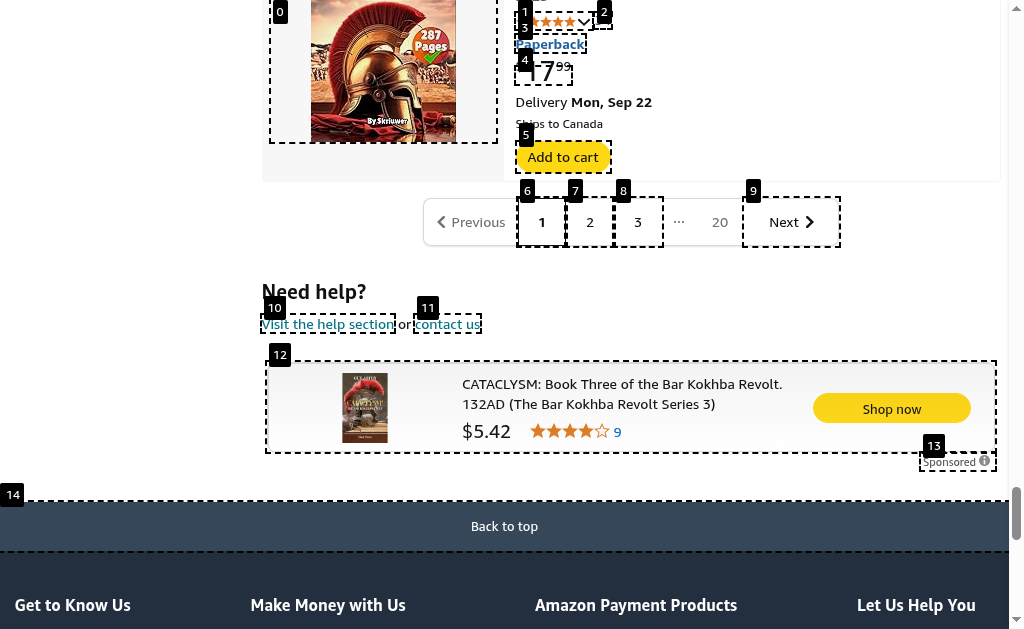 0
1
2
287
Pages
By Skriuwer
3
Paperback
4
17 99
Delivery Mon, Sep 22
Ships to Canada
5
Add to cart
6
7
8
9
Previous
1
2
3
···
20
Next
Need help?
10
11
Visit the help section or contact us
12
CATACLYSM: Book Three of the Bar Kokhba Revolt.
132AD (The Bar Kokhba Revolt Series 3)
$5.42
9
Shop now
13
Sponsored
14
Back to top
Get to Know Us
Make Money with Us
Amazon Payment Products
Let Us Help You